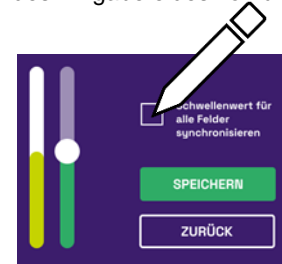 Schwellenwert für
alle Felder
synchronisieren
SPEICHERN
ZURÜCK